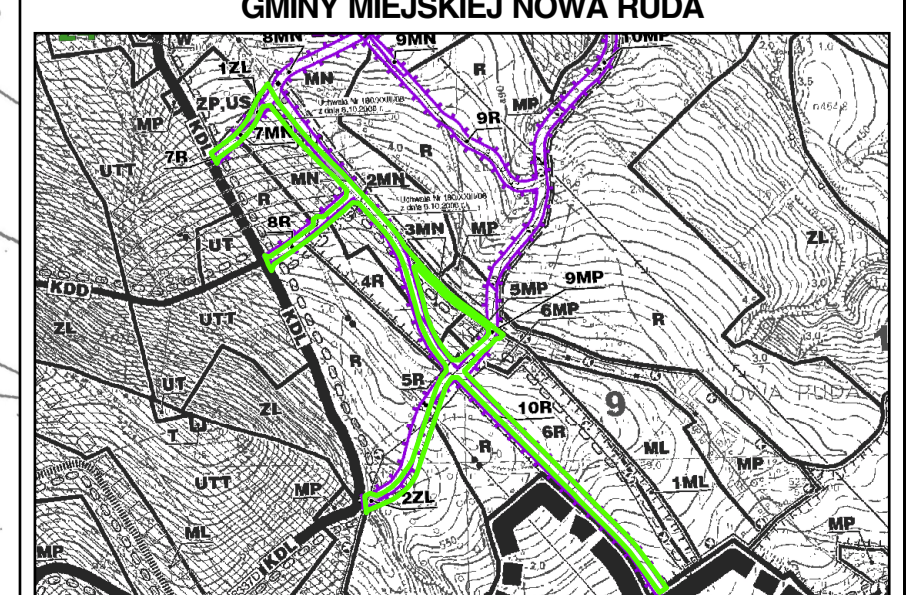 GMINY MIEJSKIEJ NOWA RUDA
W
8MN
9MN
10MP
1ZL
MN
R
ZP,US
MP
MP
KDL
7MN
9R
7R
R
UTT
MN
2MN
R
8R
3MN
MP
UT
ZL
4R
KDD
5MP
9MP
6MP
UTT
KDL
R
ZL
R
5R
UT
ZL
9
NOWA RUDA
10R
6R
T
R
ML
MP
UTT
MP
1ML
2ZL
ML
KDL
MP
MP